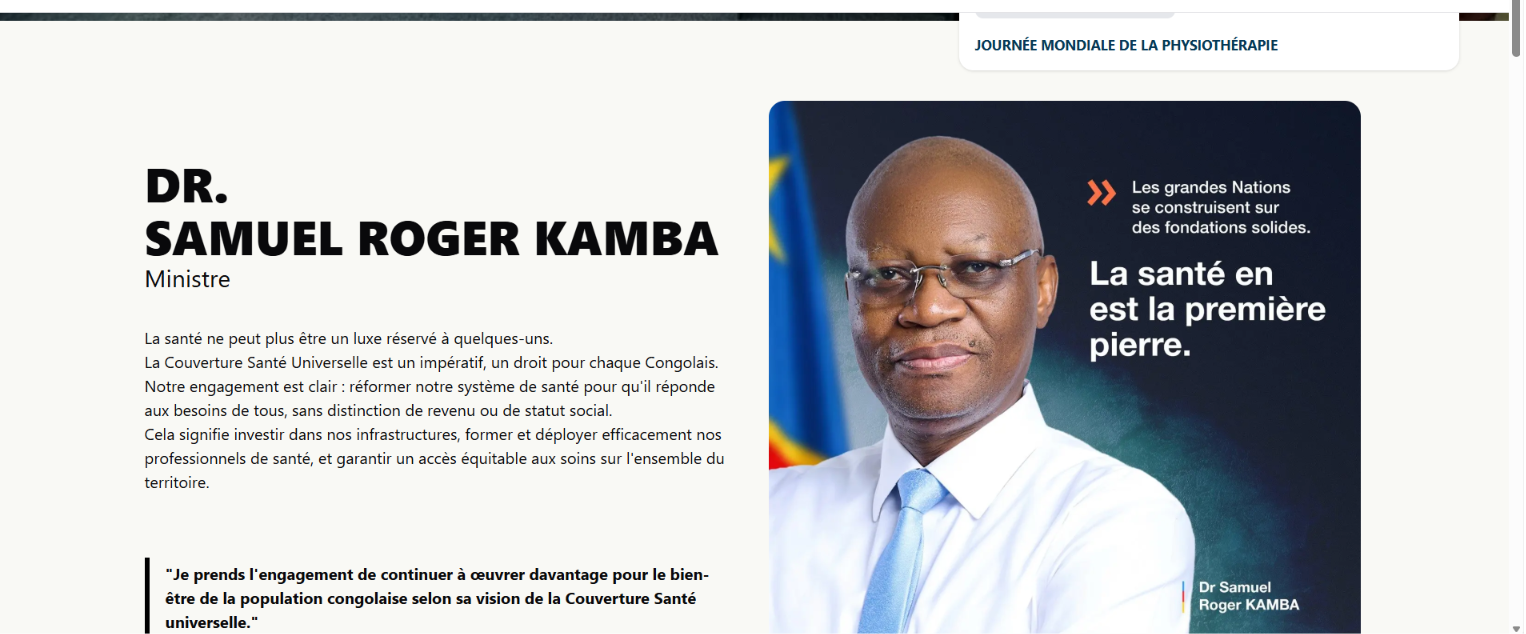 JOURNÉE MONDIALE DE LA PHYSIOTHÉRAPIE
DR.
SAMUEL ROGER KAMBA
Ministre
La santé ne peut plus être un luxe réservé à quelques-uns.
La Couverture Santé Universelle est un impératif, un droit pour chaque Congolais.
Notre engagement est clair : réformer notre système de santé pour qu'il réponde
aux besoins de tous, sans distinction de revenu ou de statut social.
Cela signifie investir dans nos infrastructures, former et déployer efficacement nos
professionnels de santé, et garantir un accès équitable aux soins sur l'ensemble du
territoire.
"Je prends l'engagement de continuer à œuvrer davantage pour le bien-
être de la population congolaise selon sa vision de la Couverture Santé
universelle."
Les grandes Nations
se construisent sur
des fondations solides.
La santé en
est la première
pierre.
Dr Samuel
Roger KAMBA